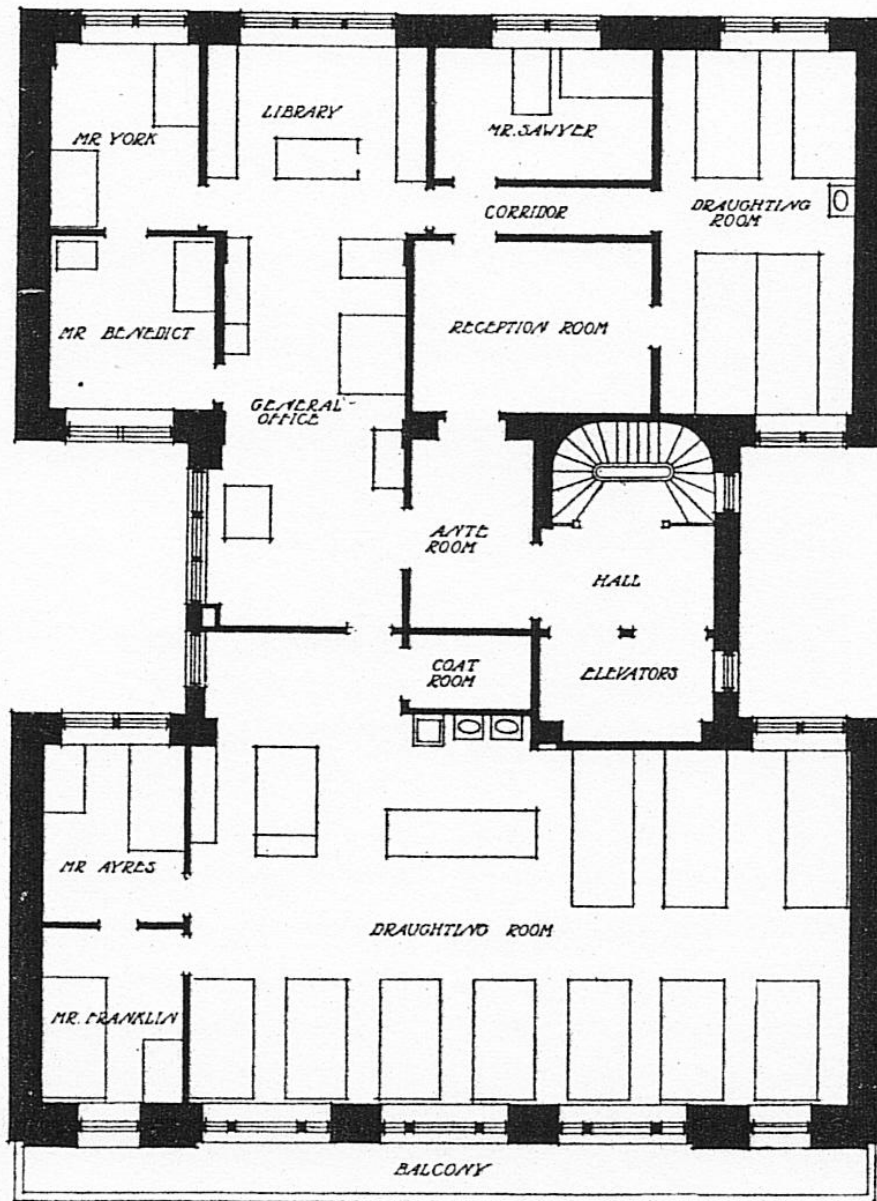 MR YORK
LIBRARY
MR. SAWYER
CORRIDOR
DRAUGHTING
ROOM
MR BENEDICT
RECEPTION ROOM
GENERAL
OFFICE
ANTE
ROOM
HALL
COAT
ROOM
ELEVATORS
MR AYRES
DRAUGHTING ROOM
MR. FRANKLIN
BALCONY